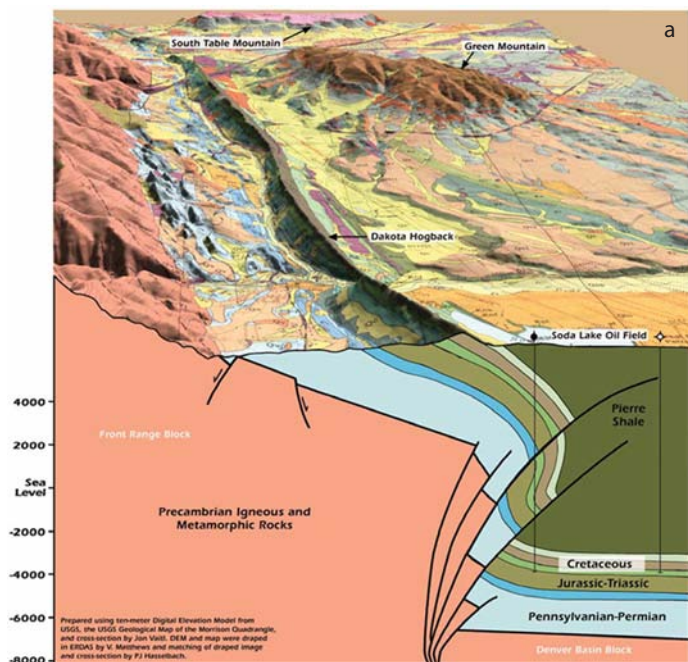 a
South Table Mountain
Green Mountain
Dakota Hogback
Soda Lake Oil Field
4000
2000
Sea
Level
-2000
-4000
-6000
-8000
Front Range Block
Pierre
Shale
Precambrian Igneous and
Metamorphic Rocks
Cretaceous
Jurassic-Triassic
Pennsylvanian-Permian
Denver Basin Block
Prepared using ten-meter Digital Elevation Model from
USGS, the USGS Geological Map of the Morrison Quadrangle,
and cross-section by Jon Vaitl. DEM and map were draped
in ERDAS by V. Matthews and matching of draped image
and cross-section by PJ Hasselbach.